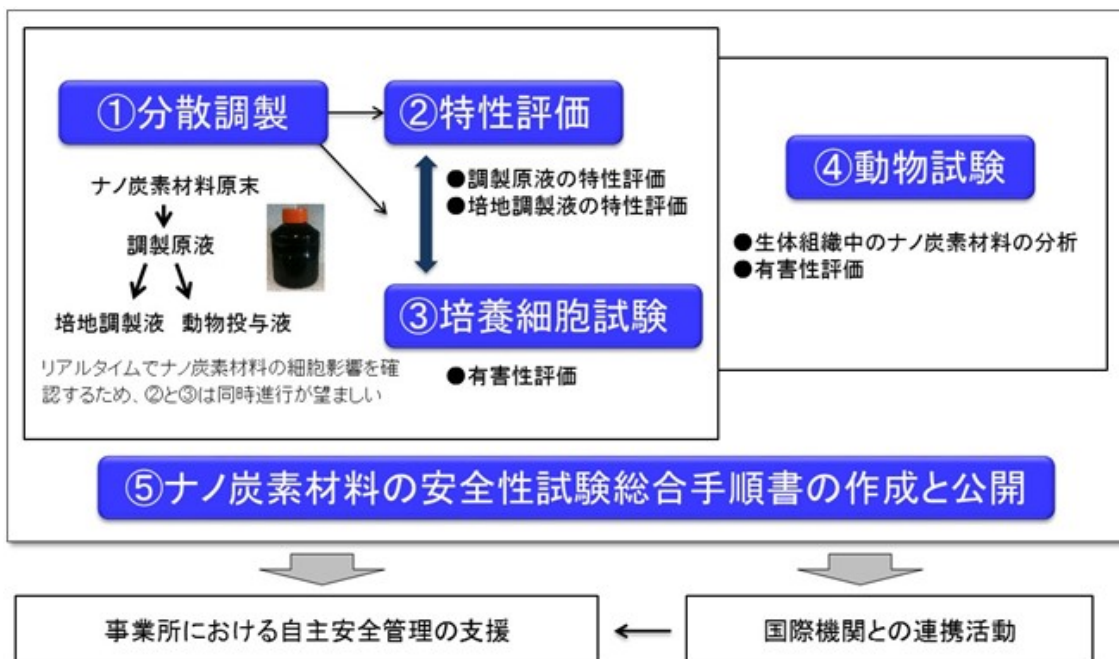 ①分散調製
ナノ炭素材料原末
調製原液
培地調製液 動物投与液
リアルタイムでナノ炭素材料の細胞影響を確
認するため、②と③は同時進行が望ましい
②特性評価
●調製原液の特性評価
●培地調製液の特性評価
③培養細胞試験
●有害性評価
④動物試験
●生体組織中のナノ炭素材料の分析
●有害性評価
⑤ナノ炭素材料の安全性試験総合手順書の作成と公開
事業所における自主安全管理の支援
国際機関との連携活動